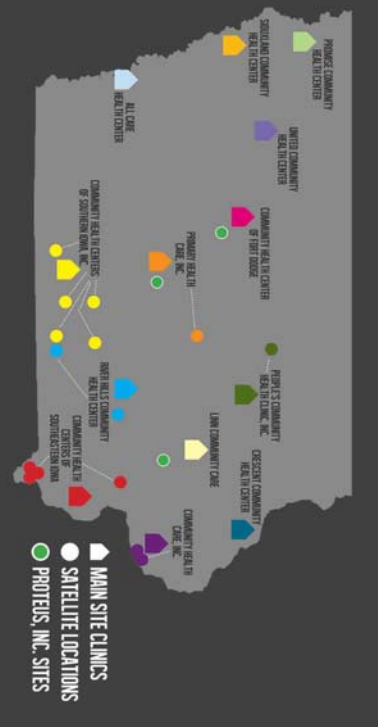 PROMISE COMMUNITY
HEALTH CENTER
SIOUXLAND COMMUNITY
HEALTH CENTER
UNITED COMMUNITY
HEALTH CENTER
ALL CARE
HEALTH CENTER
COMMUNITY HEALTH CENTER
OF FORT DODGE
PRIMARY HEALTH
CARE, INC.
COMMUNITY HEALTH CENTERS
OF SOUTHERN IOWA, INC.
PEOPLE'S COMMUNITY
HEALTH CLINIC, INC.
RIVER HILLS COMMUNITY
HEALTH CENTER
LINN COMMUNITY CARE
CRESCENT COMMUNITY
HEALTH CENTER
COMMUNITY HEALTH
CENTERS OF
SOUTHEASTERN IOWA
COMMUNITY HEALTH
CARE, INC.
MAIN SITE CLINICS
SATELLITE LOCATIONS
PROTEUS, INC. SITES